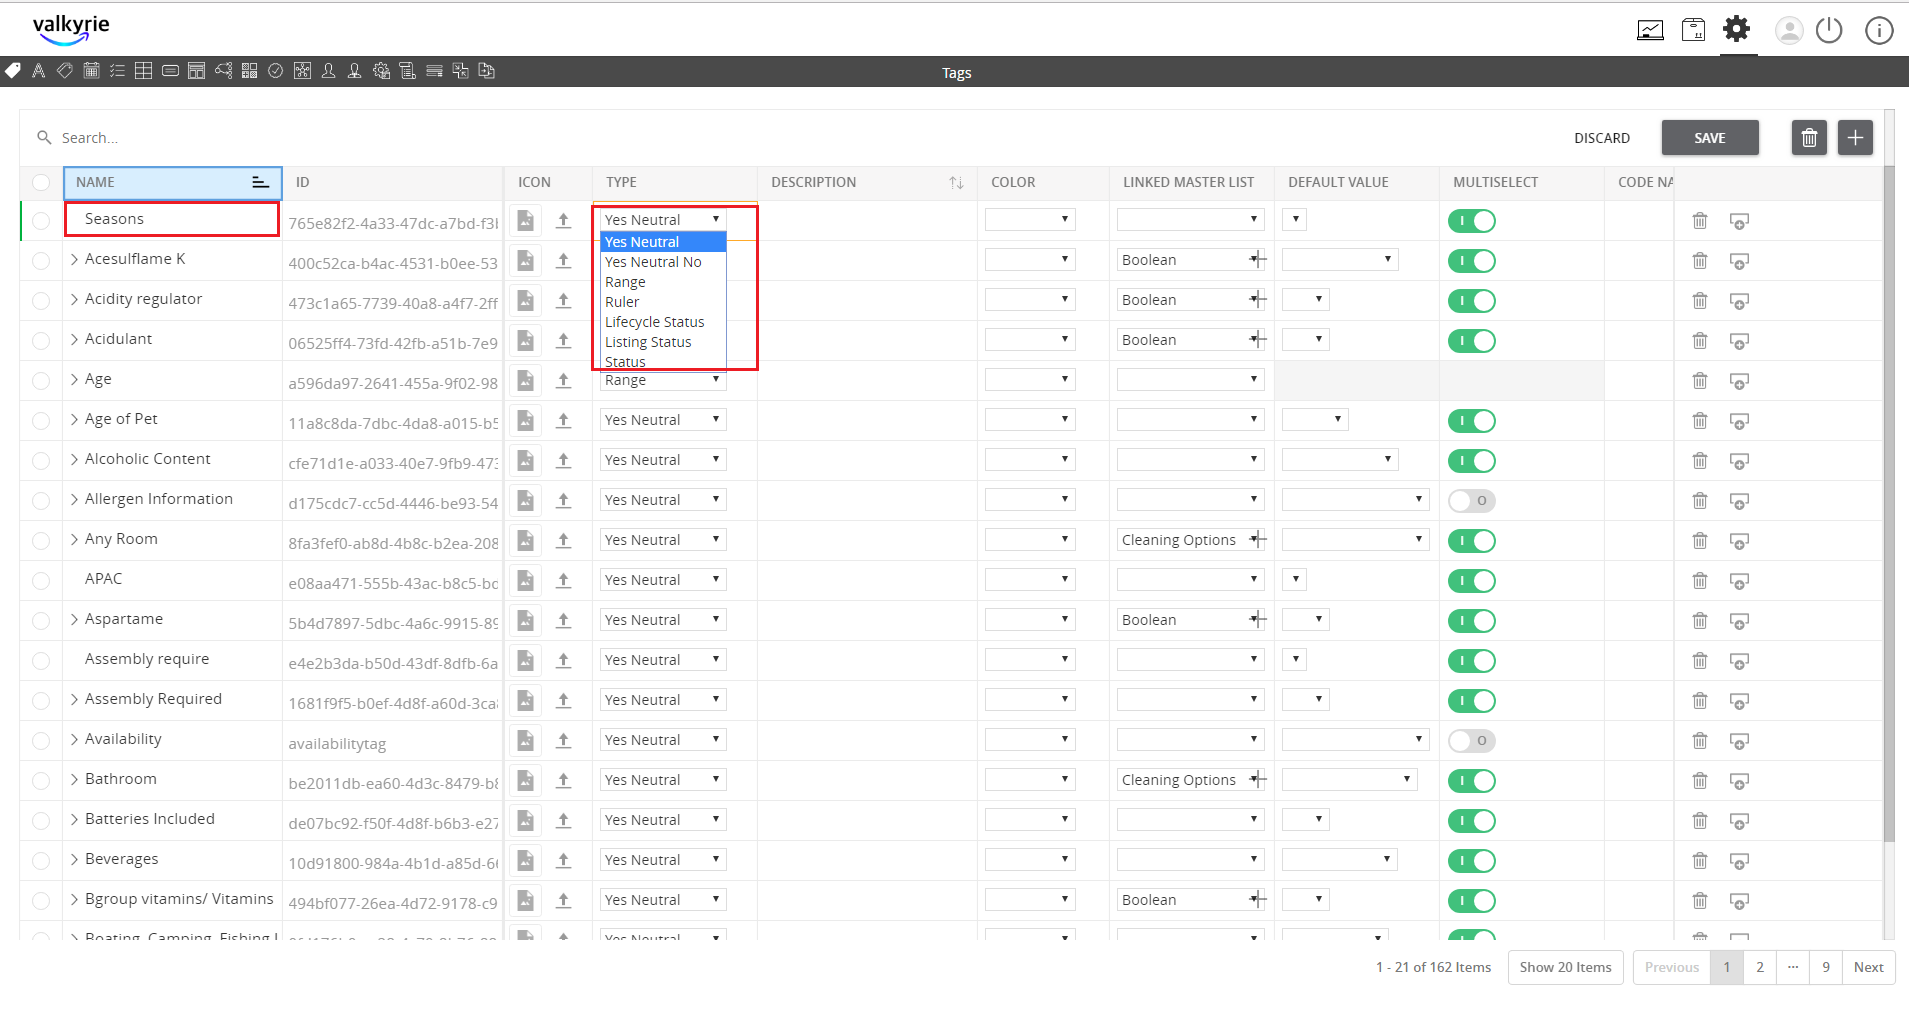 valkyrie
Tags
Search...
DISCARD SAVE
NAME ID ICON TYPE DESCRIPTION COLOR LINKED MASTER LIST DEFAULT VALUE MULTISELECT CODE NA
Seasons 765e82f2-4a33-47dc-a7bd-f3b Yes Neutral
Yes Neutral
Yes Neutral No
Range
Ruler
Lifecycle Status
Listing Status
Status
Acesulflame K 400c52ca-b4ac-4531-b0ee-53 Boolean
Acidity regulator 473c1a65-7739-40a8-a4f7-2ff Boolean
Acidulant 06525ff4-73fd-42fb-a51b-7e9 Boolean
Age a596da97-2641-455a-9f02-98 Range
Age of Pet 11a8c8da-7dbc-4da8-a015-b5 Yes Neutral
Alcoholic Content cfe71d1e-a033-40e7-9fb9-473 Yes Neutral
Allergen Information d175cdc7-cc5d-4446-be93-54 Yes Neutral
Any Room 8fa3fef0-ab8d-4b8c-b2ea-208 Yes Neutral Cleaning Options
APAC e08aa471-555b-43ac-b8c5-bc Yes Neutral
Aspartame 5b4d7897-5dbc-4a6c-9915-89 Yes Neutral Boolean
Assembly require e4e2b3da-b50d-43df-8dfb-6a Yes Neutral
Assembly Required 1681f9f5-b0ef-4d8f-a60d-3ca8 Yes Neutral
Availability availabilitytag Yes Neutral
Bathroom be2011db-ea60-4d3c-8479-b8 Yes Neutral Cleaning Options
Batteries Included de07bc92-f50f-4d8f-b6b3-e27 Yes Neutral
Beverages 10d91800-984a-4b1d-a85d-66 Yes Neutral
Bgroup vitamins/ Vitamins 494bf077-26ea-4d72-9178-c9 Yes Neutral Boolean
Boating, Camping, Fishing Yes Neutral
1 - 21 of 162 Items Show 20 Items Previous 1 2 ... 9 Next